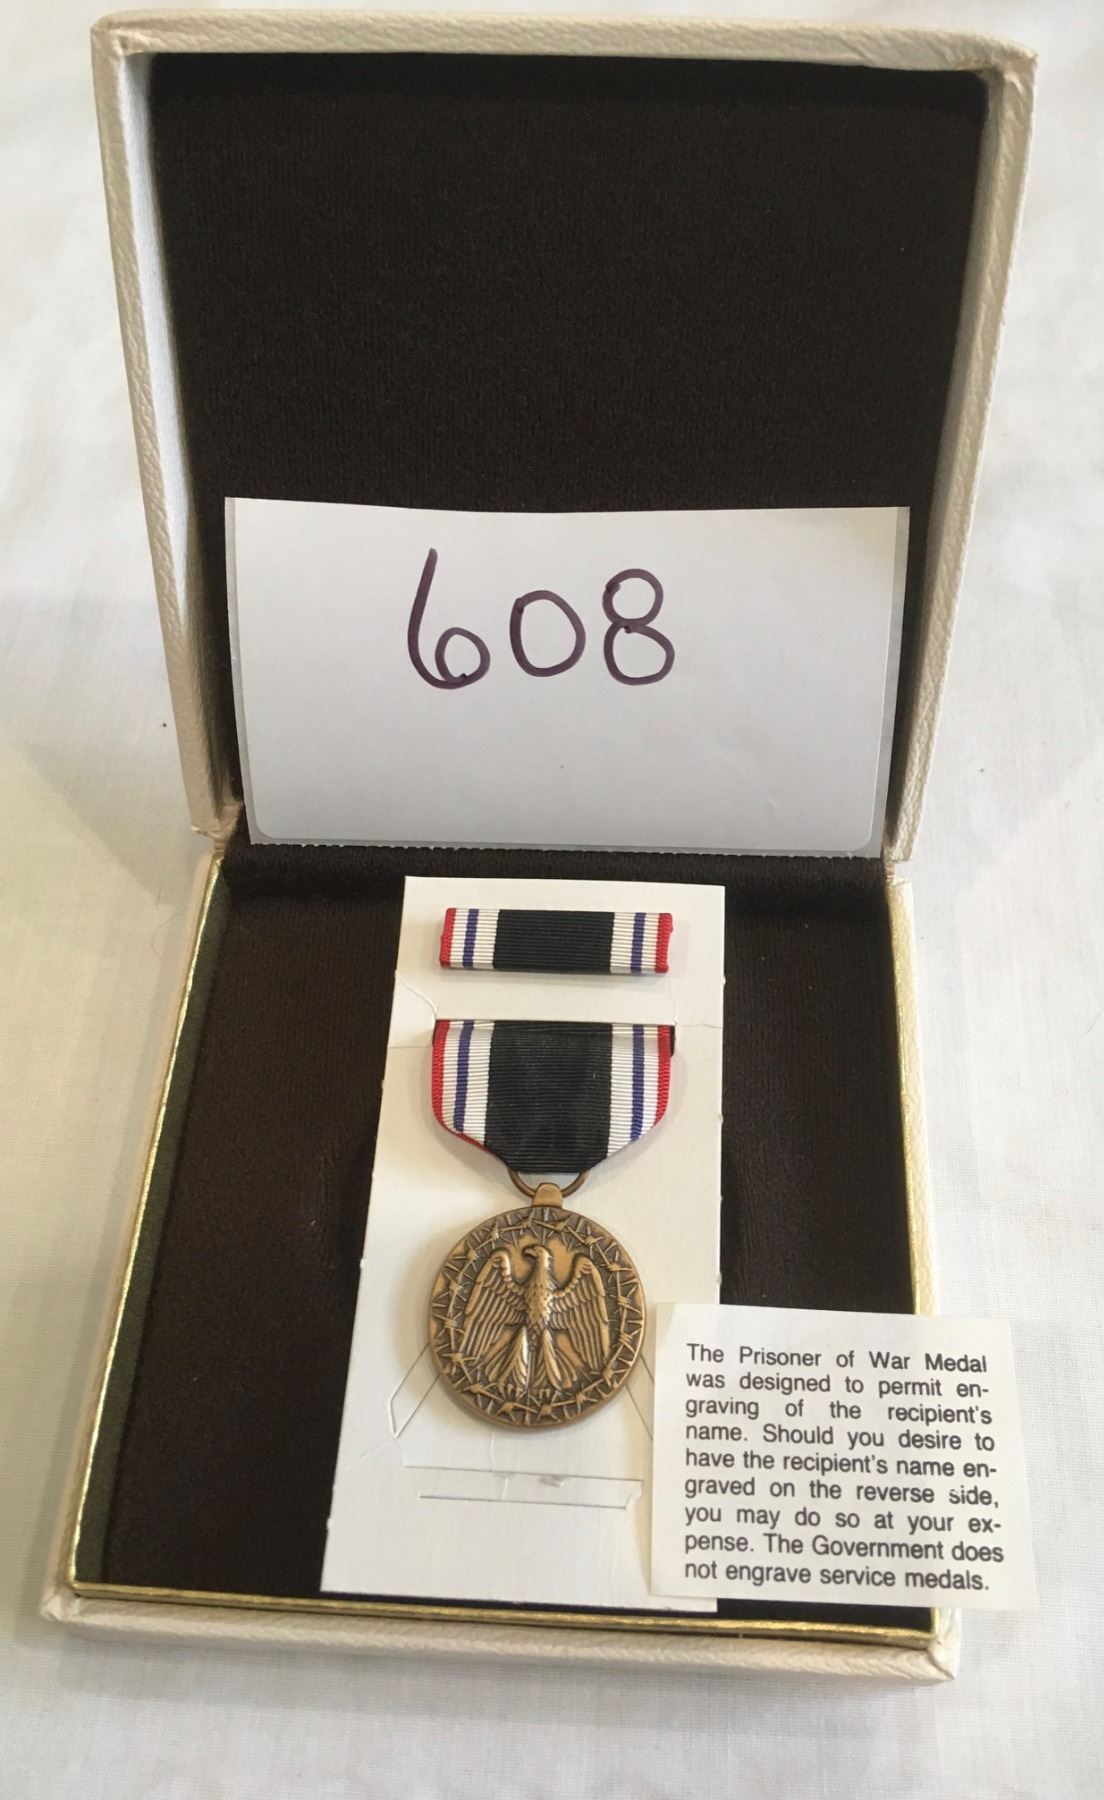 608
The Prisoner of War Medal
was designed to permit en-
graving of the recipient's
name. Should you desire to
have the recipient's name en-
graved on the reverse side,
you may do so at your ex-
pense. The Government does
not engrave service medals.